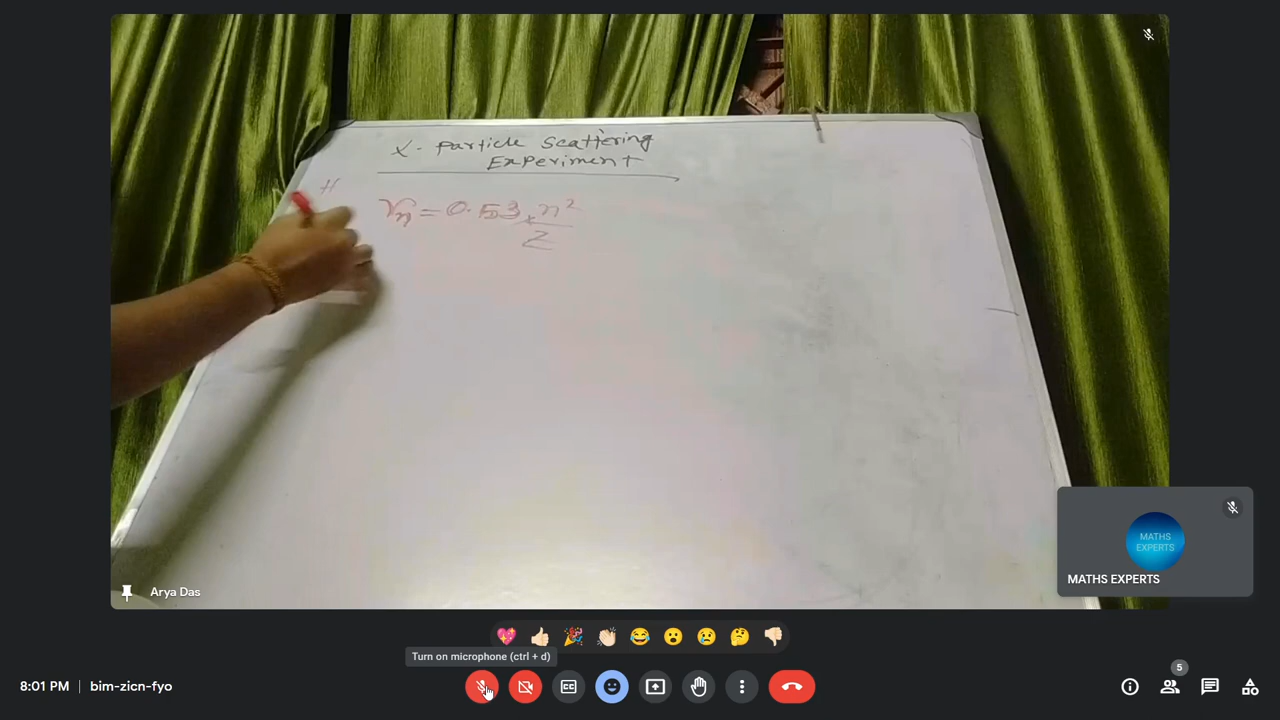 α- Particle Scattering
Experiment
H
rn = 0.53 × n²
Z
Arya Das
MATHS
EXPERTS
MATHS EXPERTS
Turn on microphone (ctrl + d)
8:01 PM | bim-zicn-fyo
5